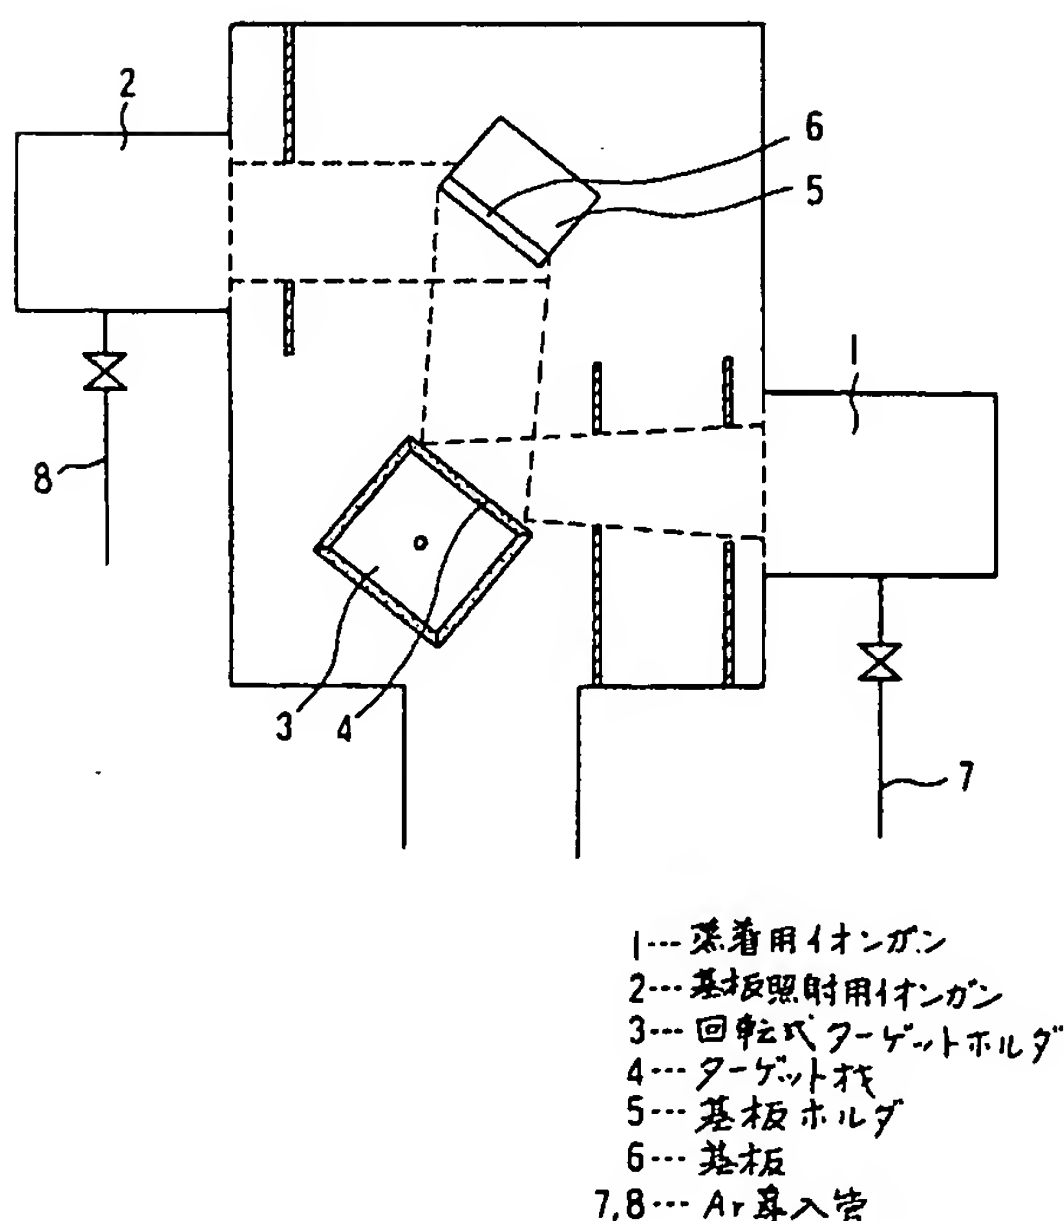 2
6
5
1
8
3
4
7
1… 蒸着用イオンガン
2… 基板照射用イオンガン
3… 回転式ターゲットホルダ
4… ターゲット材
5… 基板ホルダ
6… 基板
7,8… Ar導入管